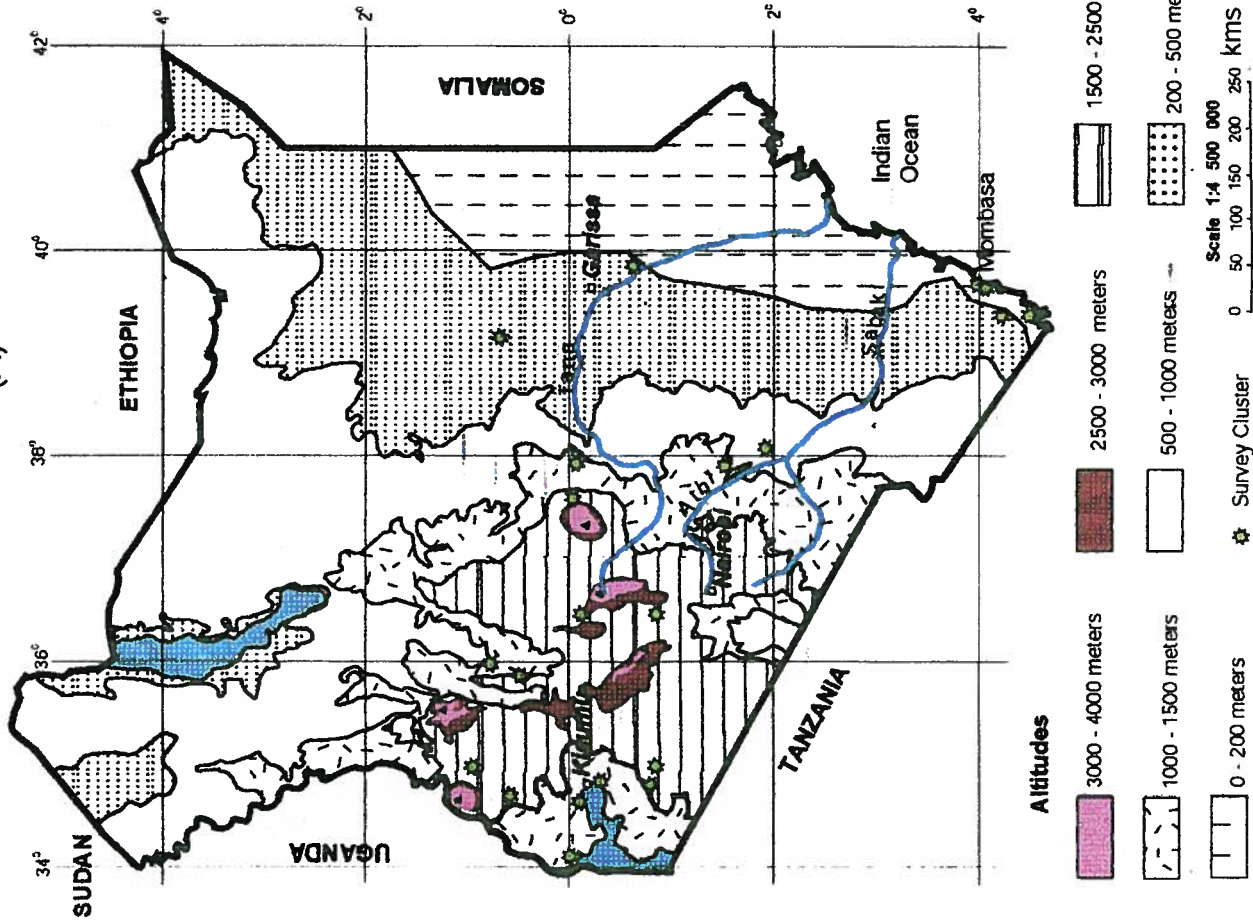 42°
40°
38°
36°
34°
4°
2°
0°
2°
4°
SUDAN
ETHIOPIA
SOMALIA
UGANDA
TANZANIA
Indian
Ocean
Mombasa
Garissa
Tana
Sabak
Athi
Nairobi
Kisumu
Altitudes
3000 - 4000 meters
2500 - 3000 meters
1500 - 2500
1000 - 1500 meters
500 - 1000 meters
200 - 500 me
0 - 200 meters
Survey Cluster
Scale 1:4 500 000
0 50 100 150 200 250 kms